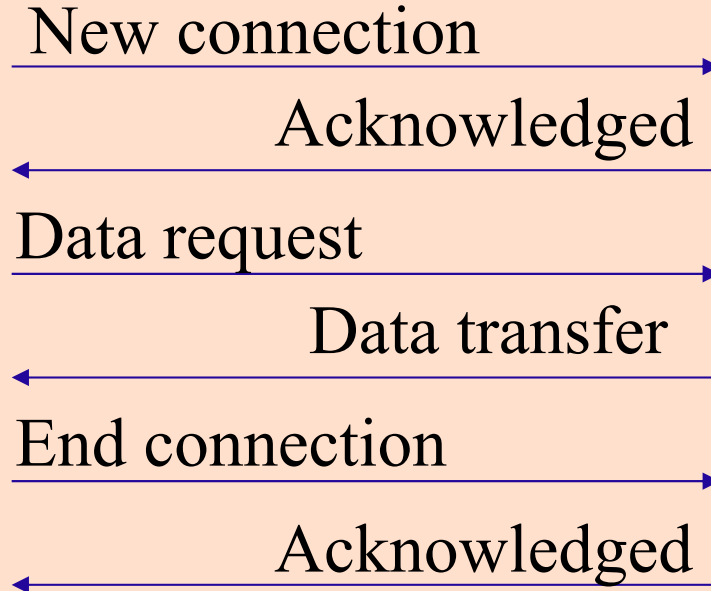 New connection
Acknowledged
Data request
Data transfer
End connection
Acknowledged